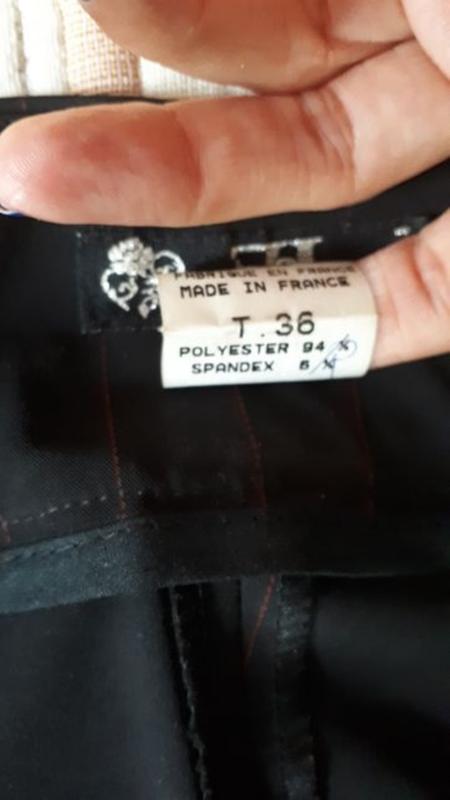 FABRIQUE EN FRANCE
MADE IN FRANCE
T.36
POLYESTER 94 %
SPANDEX 6 %